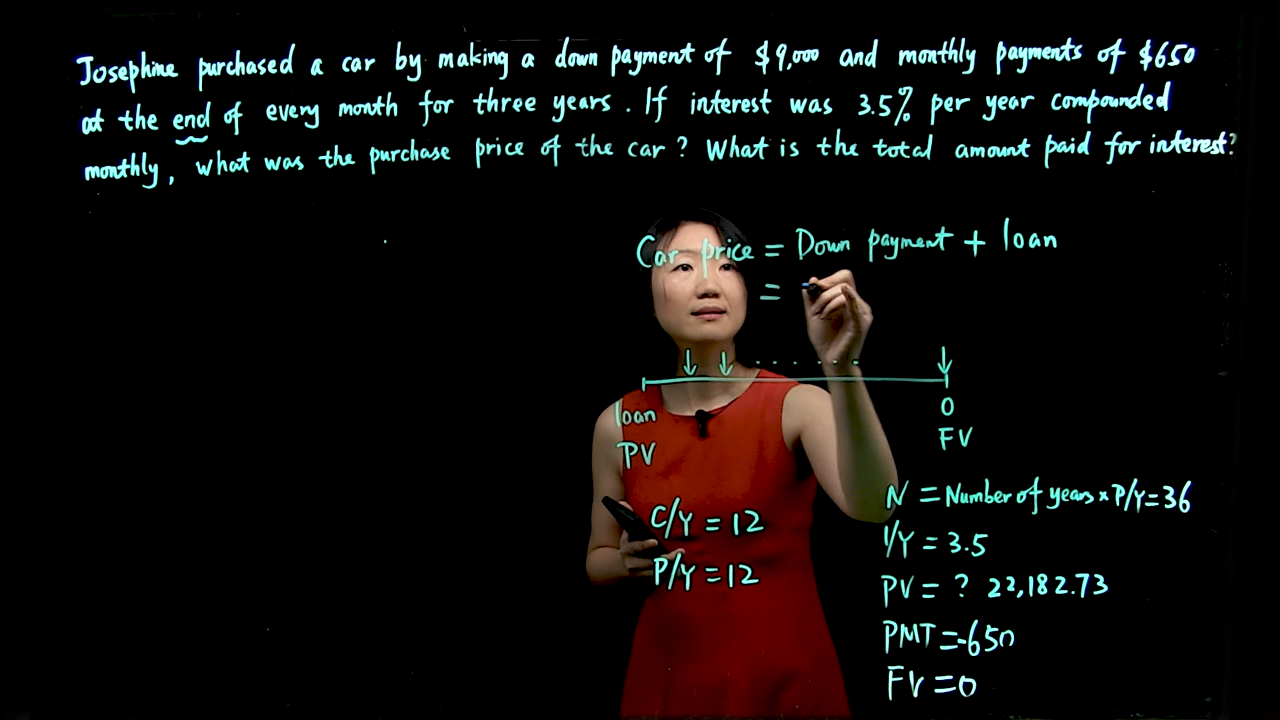 Josephine purchased a car by making a down payment of $9,000 and monthly payments of $650
at the end of every month for three years. If interest was 3.5% per year compounded
monthly, what was the purchase price of the car? What is the total amount paid for interest?
Car price = Down payment + loan
=
loan
PV
0
FV
C/Y = 12
P/Y = 12
N = Number of years × P/Y = 36
I/Y = 3.5
PV = ? 22,182.73
PMT = -650
FV = 0